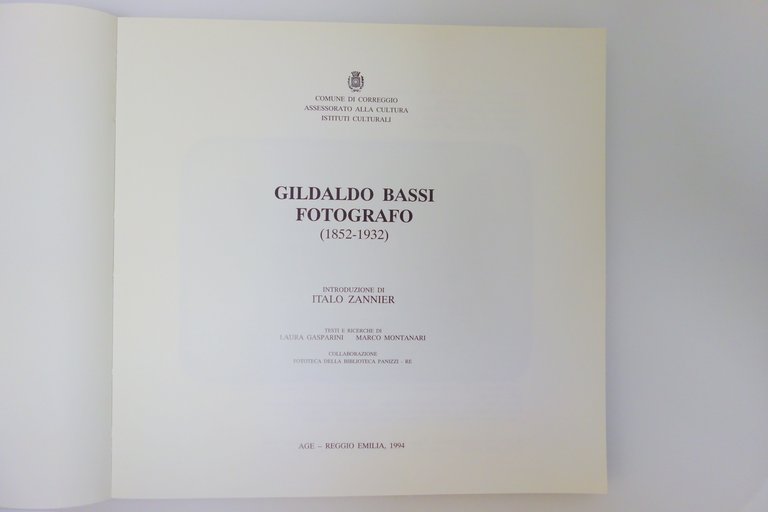 COMUNE DI CORREGGIO
ASSESSORATO ALLA CULTURA
ISTITUTI CULTURALI
GILDALDO BASSI
FOTOGRAFO
(1852-1932)
INTRODUZIONE DI
ITALO ZANNIER
TESTI E RICERCHE DI
LAURA GASPARINI MARCO MONTANARI
COLLABORAZIONE
FOTOTECA DELLA BIBLIOTECA PANIZZI - RE
AGE – REGGIO EMILIA, 1994